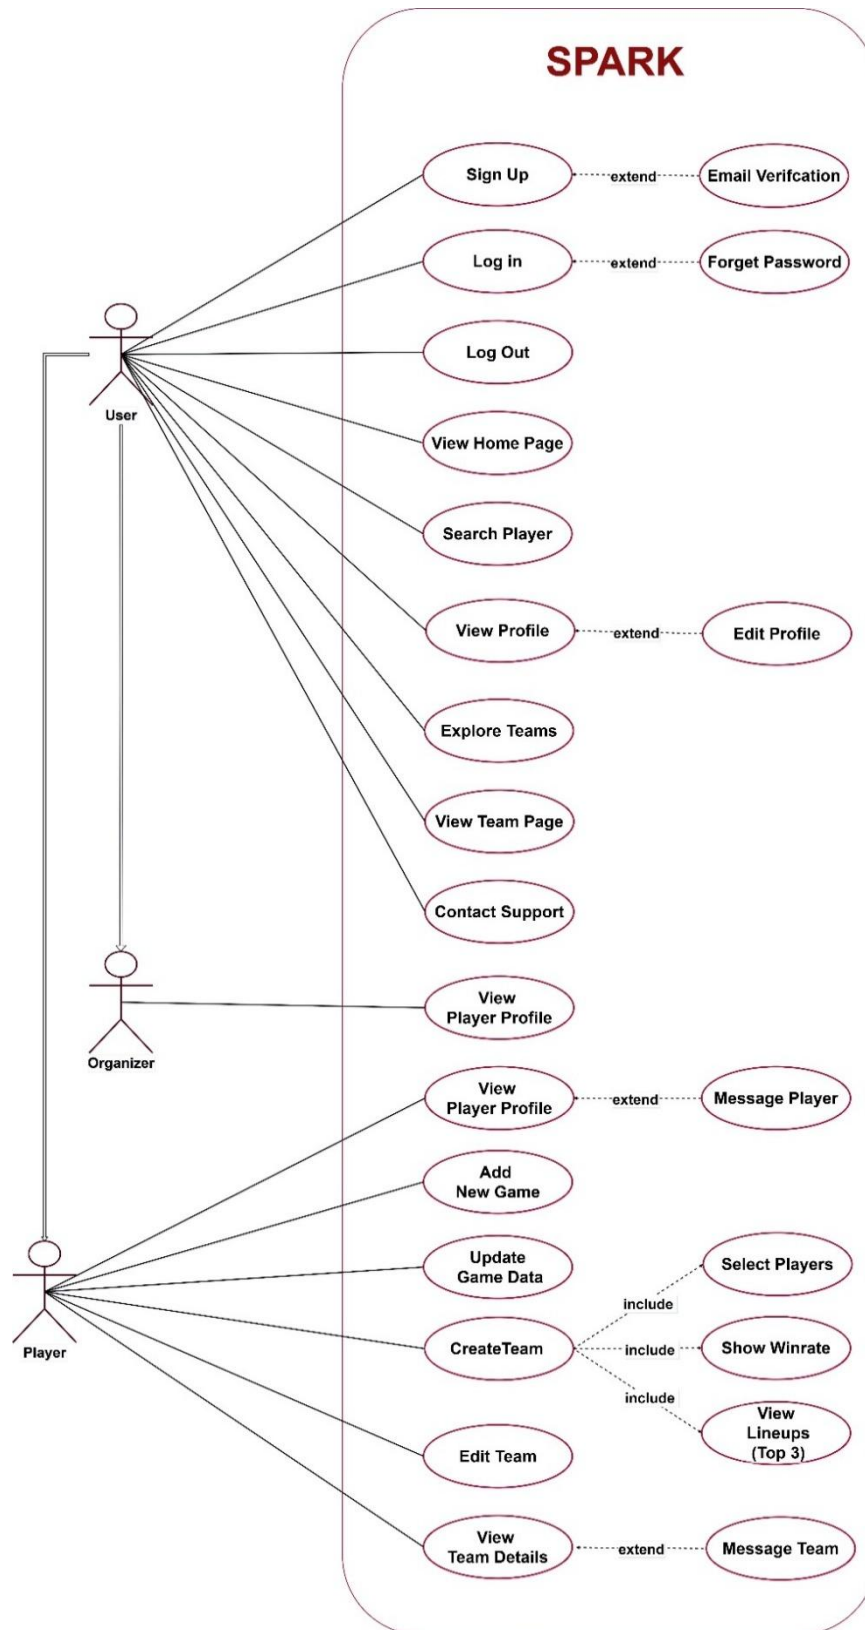 SPARK
Sign Up
extend
Email Verifcation
Log in
extend
Forget Password
Log Out
User
View Home Page
Search Player
View Profile
extend
Edit Profile
Explore Teams
View Team Page
Contact Support
View
Player Profile
Organizer
View
Player Profile
extend
Message Player
Add
New Game
Update
Game Data
Select Players
include
Player
CreateTeam
include
Show Winrate
include
View
Lineups
(Top 3)
Edit Team
View
Team Details
extend
Message Team